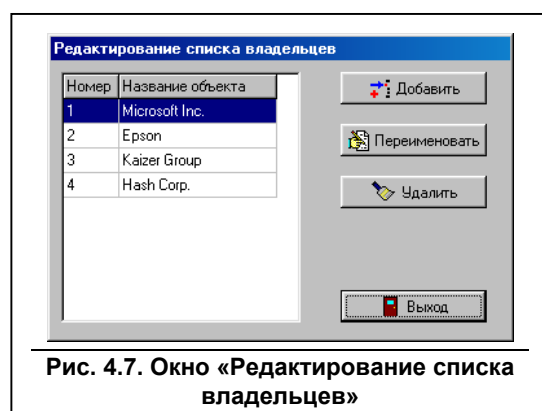 Редактирование списка владельцев
Номер Название объекта
1 Microsoft Inc.
2 Epson
3 Kaizer Group
4 Hash Corp.
Добавить
Переименовать
Удалить
Выход
Рис. 4.7. Окно «Редактирование списка
владельцев»